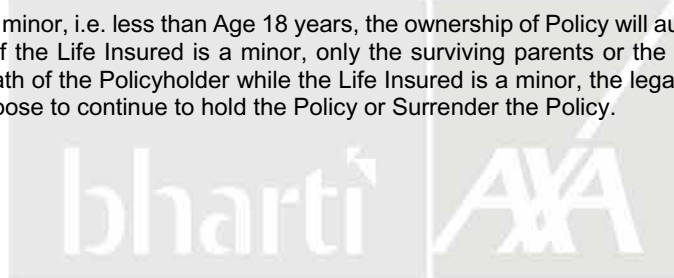 minor, i.e. less than Age 18 years, the ownership of Policy will au
f the Life Insured is a minor, only the surviving parents or the
ath of the Policyholder while the Life Insured is a minor, the lega
oose to continue to hold the Policy or Surrender the Policy.
bharti AXA